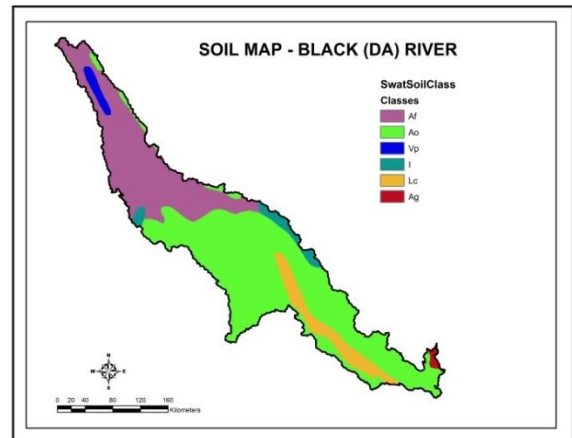 SOIL MAP - BLACK (DA) RIVER
SwatSoilClass
Classes
Af
Ao
Vp
I
Lc
Ag
N
W E
S
0 20 40 80 120 160
Kilometers